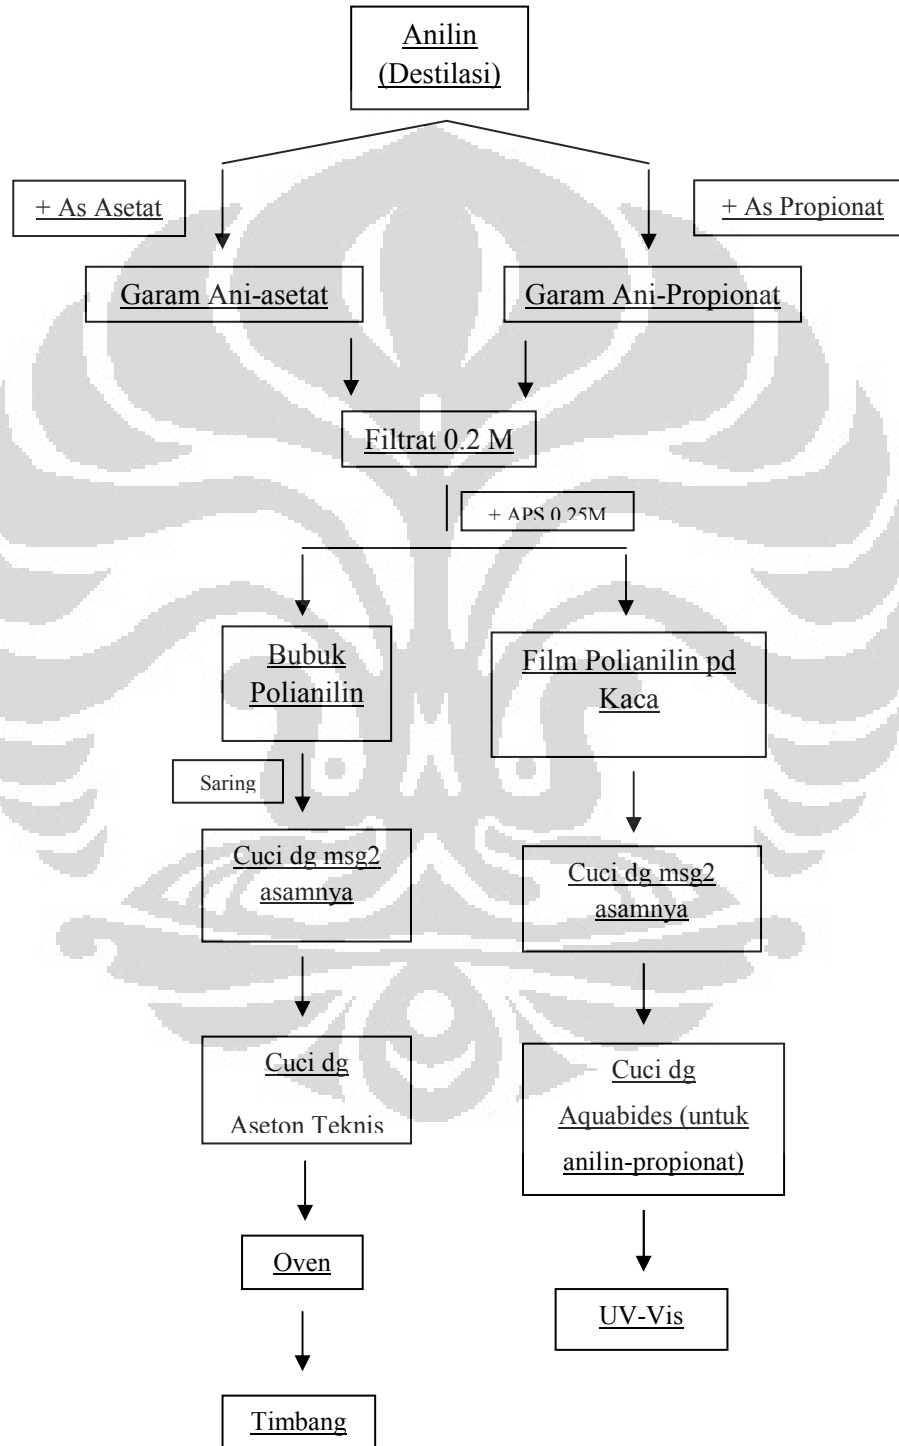 Anilin
(Destilasi)
+ As Asetat
+ As Propionat
Garam Ani-asetat
Garam Ani-Propionat
Filtrat 0.2 M
+ APS 0.25M
Bubuk
Polianilin
Film Polianilin pd
Kaca
Saring
Cuci dg msg2
asamnya
Cuci dg msg2
asamnya
Cuci dg
Aseton Teknis
Cuci dg
Aquabides (untuk
anilin-propionat)
Oven
UV-Vis
Timbang